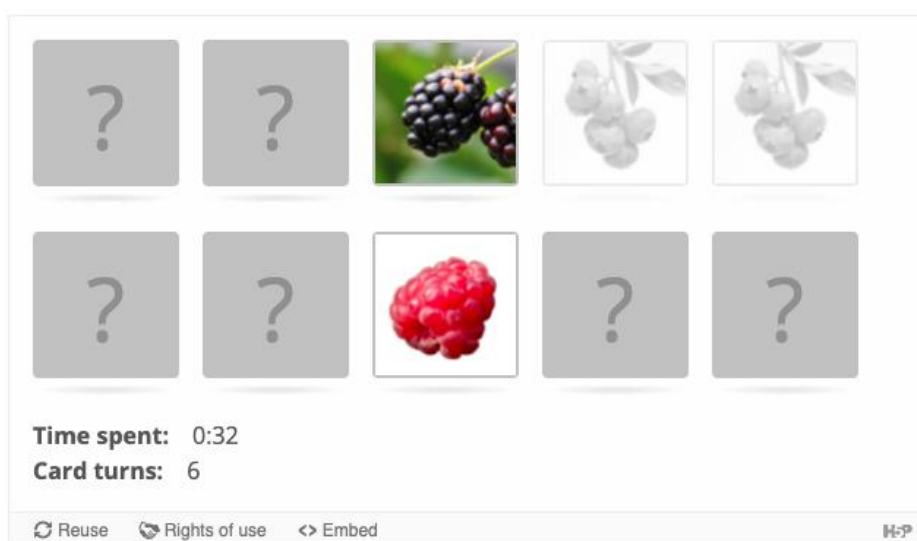 ? ?
? ? ? ?
Time spent: 0:32
Card turns: 6
Reuse Rights of use <> Embed H5P